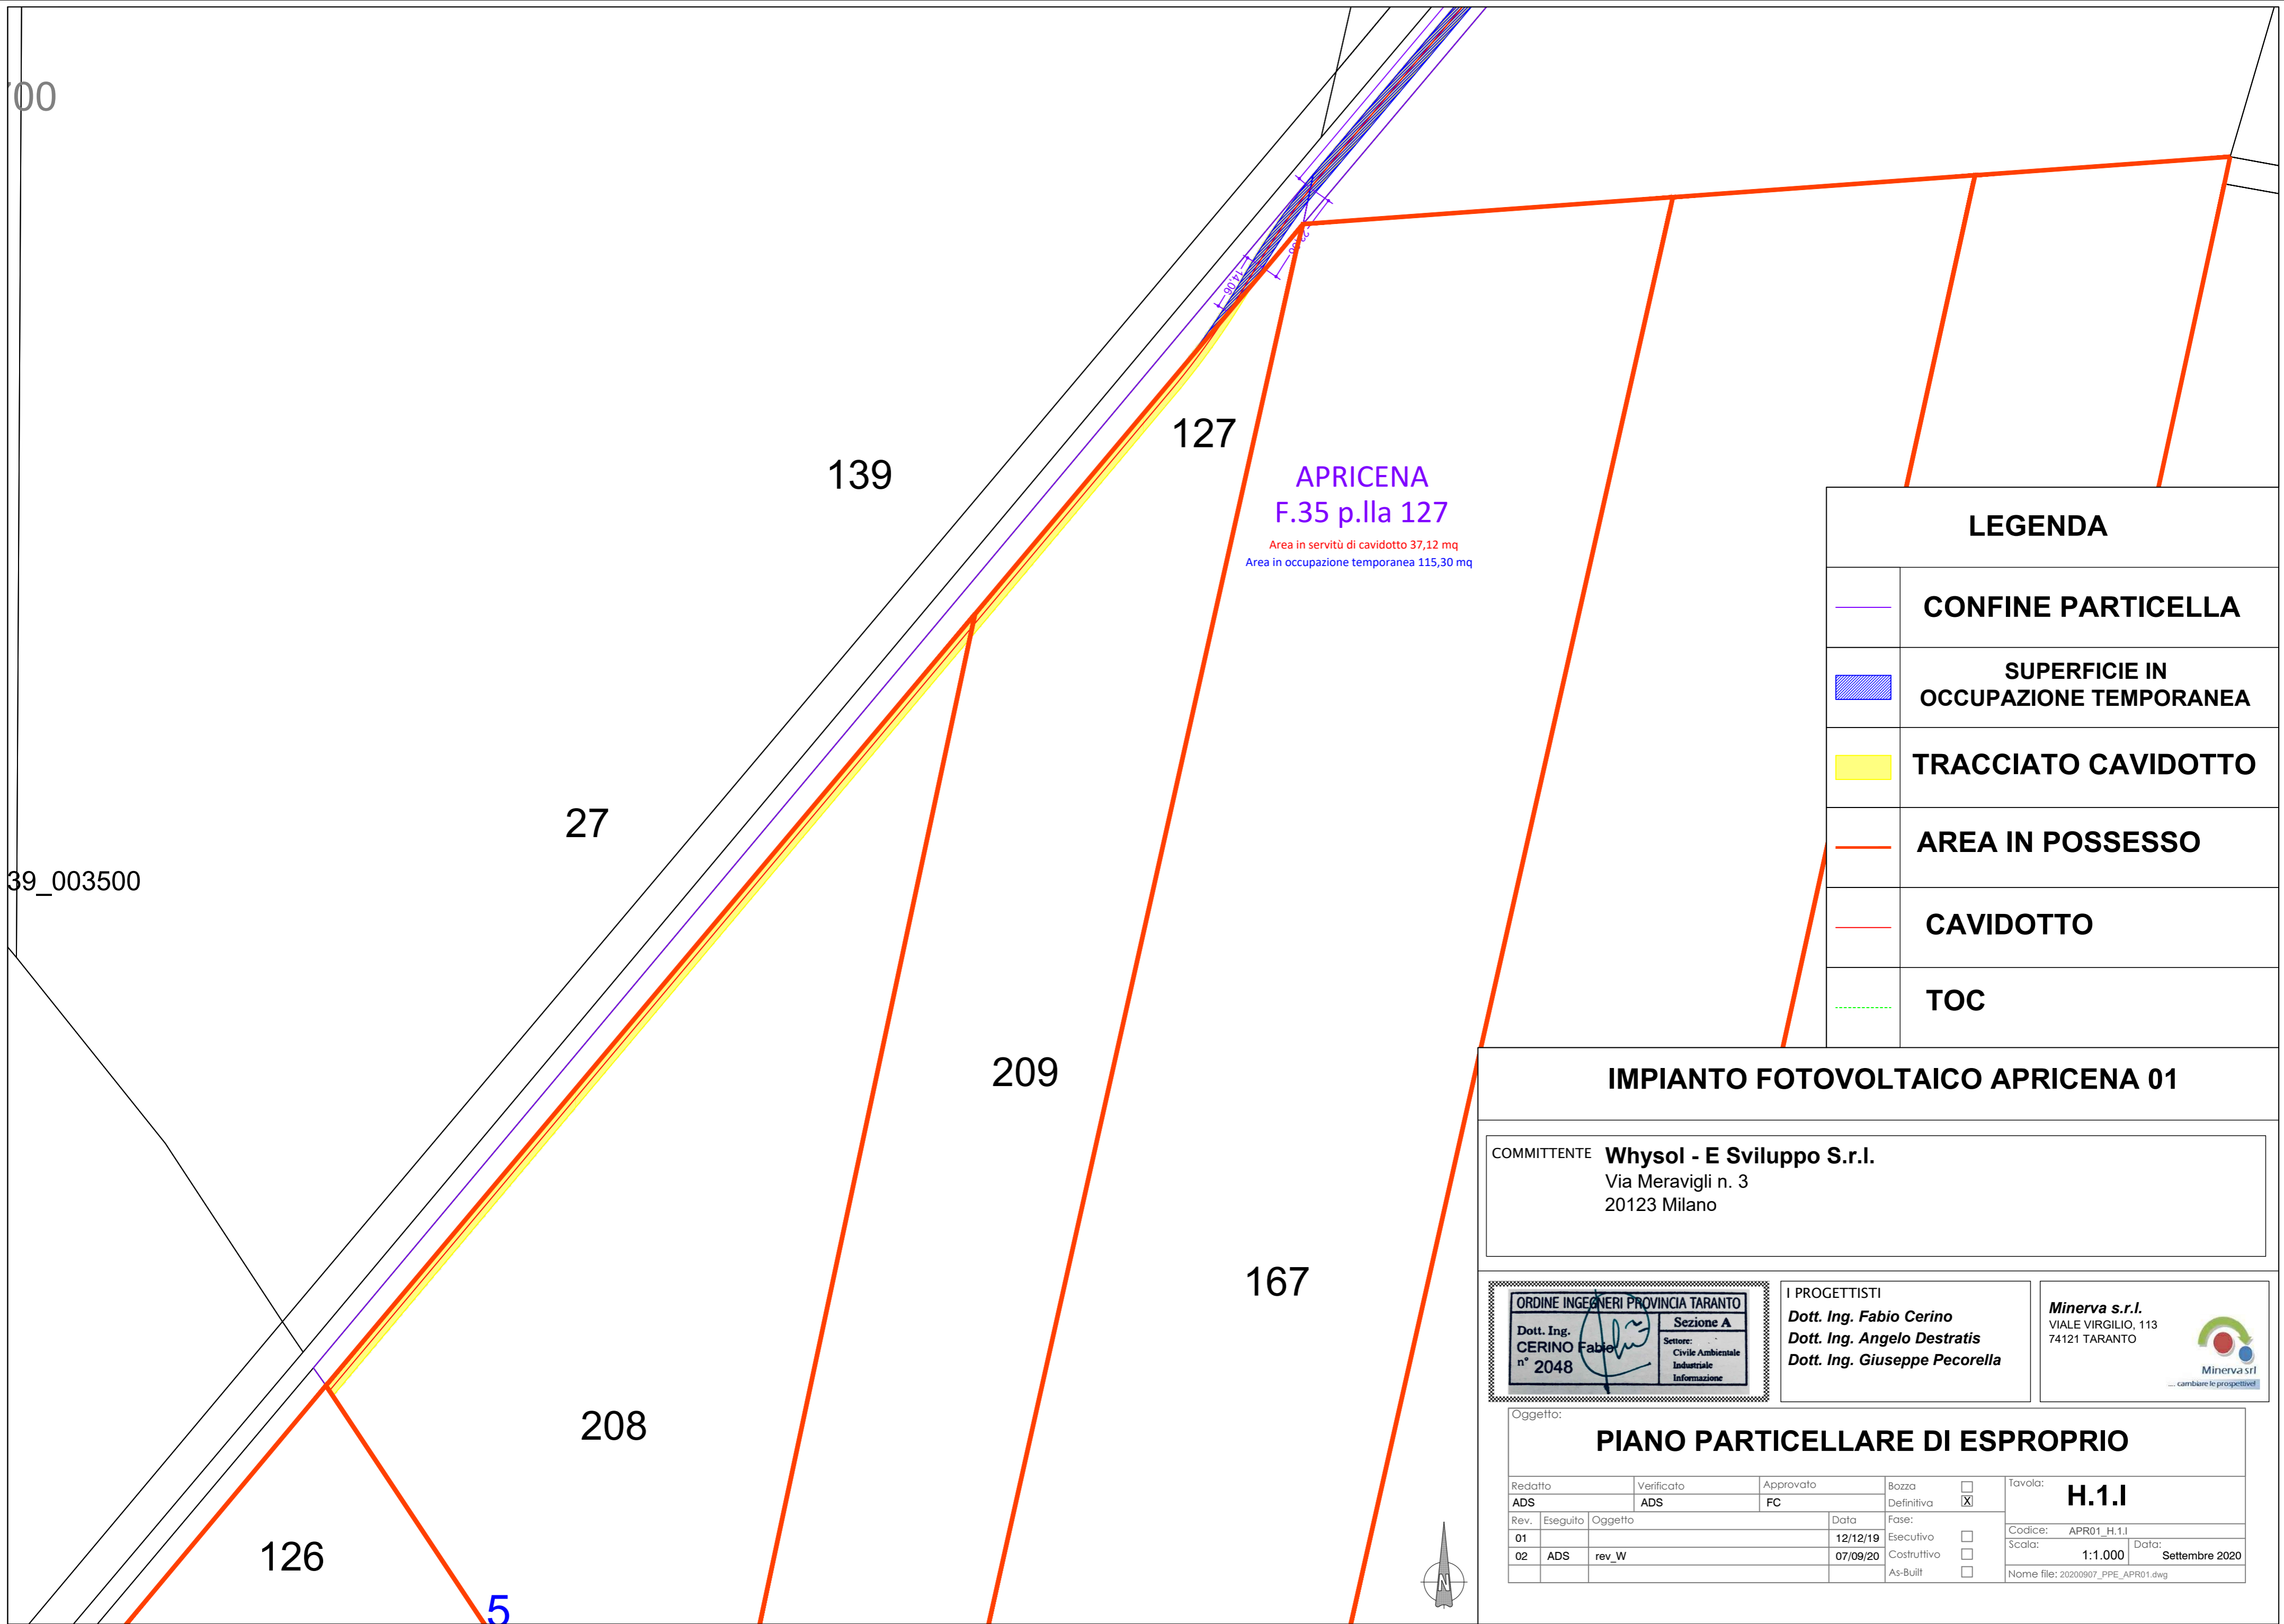 00
139
127
APRICENA
F.35 p.lla 127
Area in servitù di cavidotto 37,12 mq
Area in occupazione temporanea 115,30 mq
14,06
27
39_003500
209
167
208
126
5
LEGENDA
CONFINE PARTICELLA
SUPERFICIE IN
OCCUPAZIONE TEMPORANEA
TRACCIATO CAVIDOTTO
AREA IN POSSESSO
CAVIDOTTO
TOC
IMPIANTO FOTOVOLTAICO APRICENA 01
COMMITTENTE Whysol - E Sviluppo S.r.l.
Via Meravigli n. 3
20123 Milano
ORDINE INGEGNERI PROVINCIA TARANTO
Dott. Ing.
CERINO Fabio
n° 2048
Sezione A
Settore:
Civile Ambientale
Industriale
Informazione
I PROGETTISTI
Dott. Ing. Fabio Cerino
Dott. Ing. Angelo Destratis
Dott. Ing. Giuseppe Pecorella
Minerva s.r.l.
VIALE VIRGILIO, 113
74121 TARANTO
Minerva srl
... cambiare le prospettive!
Oggetto:
PIANO PARTICELLARE DI ESPROPRIO
Redatto Verificato Approvato
ADS ADS FC
Rev. Eseguito Oggetto Data
01 12/12/19
02 ADS rev_W 07/09/20
Bozza
Definitiva X
Fase:
Esecutivo
Costruttivo
As-Built
Tavola: H.1.I
Codice: APR01_H.1.I
Scala: 1:1.000 Data: Settembre 2020
Nome file: 20200907_PPE_APR01.dwg
N